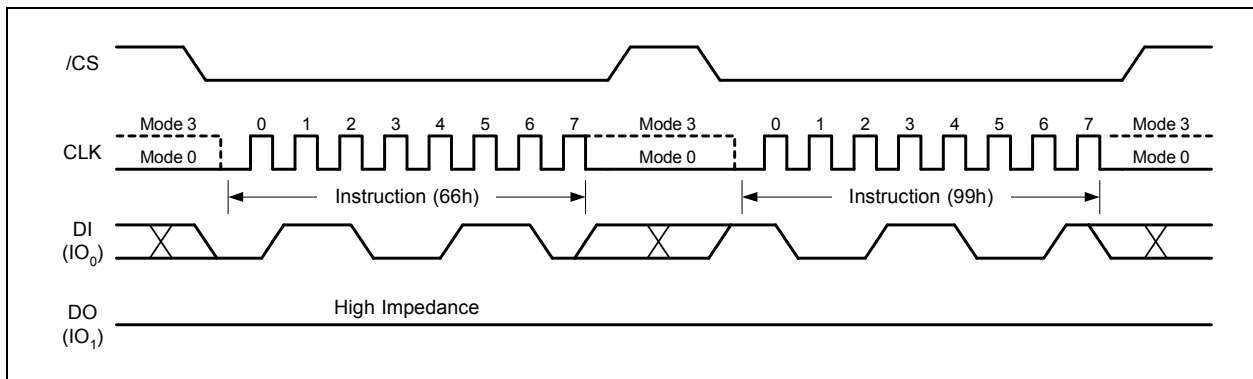 /CS
Mode 3 0 1 2 3 4 5 6 7 Mode 3 0 1 2 3 4 5 6 7 Mode 3
CLK Mode 0 Mode 0 Mode 0
Instruction (66h) Instruction (99h)
DI
(IO0)
High Impedance
DO
(IO1)